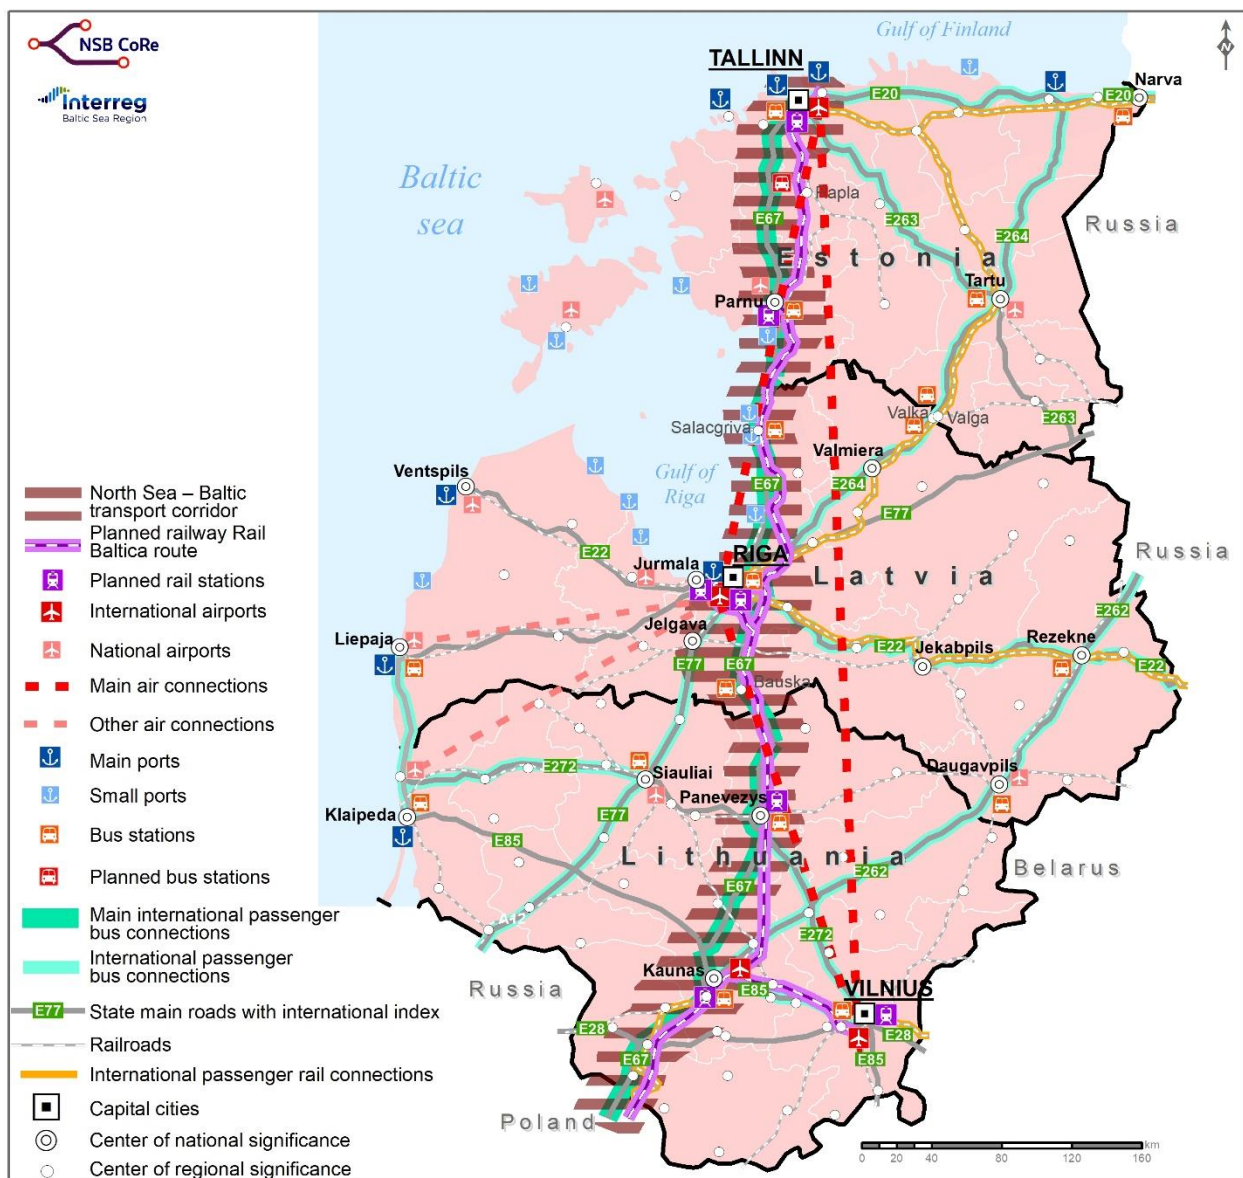 NSB CoRe
Interreg
Baltic Sea Region
Gulf of Finland
N
TALLINN
Narva
E20
E20
Baltic
sea
Rapla
Russia
E67
E263
E264
Estonia
Tartu
Parnu
Salacgriva
Valka
Valga
E263
Ventspils
Gulf of
Riga
Valmiera
E67
E264
E77
E22
RIGA
Jurmala
Latvia
Russia
E262
Liepaja
Jelgava
E22
Jekabpils
Rezekne
E22
E77
E67
Bauska
E272
Siauliai
Daugavpils
Panevezys
Klaipeda
E77
E85
Lithuania
E262
Belarus
E67
A12
E272
Kaunas
Russia
E85
VILNIUS
E28
E28
E67
E85
Poland
North Sea – Baltic
transport corridor
Planned railway Rail
Baltica route
Planned rail stations
International airports
National airports
Main air connections
Other air connections
Main ports
Small ports
Bus stations
Planned bus stations
Main international passenger
bus connections
International passenger
bus connections
E77 State main roads with international index
Railroads
International passenger rail connections
Capital cities
Center of national significance
Center of regional significance
km
0 20 40 80 120 160